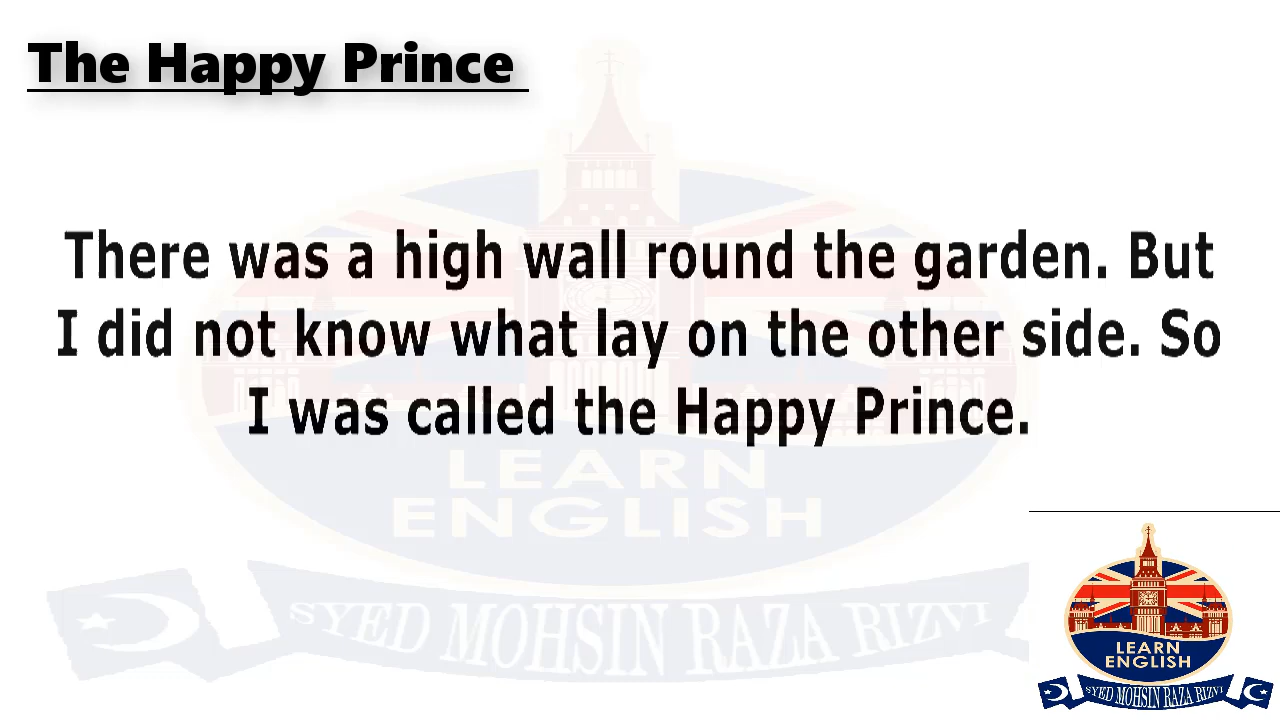 The Happy Prince
There was a high wall round the garden. But
I did not know what lay on the other side. So
I was called the Happy Prince.
LEARN
ENGLISH
SYED MOHSIN RAZA RIZVI
LEARN
ENGLISH
SYED MOHSIN RAZA RIZVI